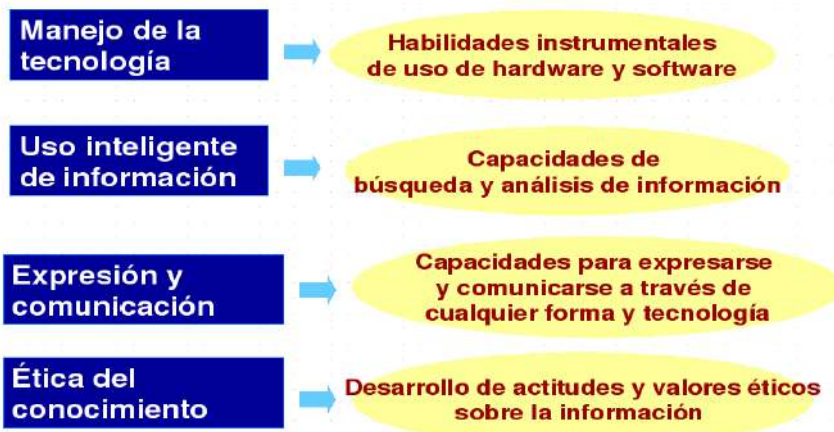 Manejo de la
tecnología
Habilidades instrumentales
de uso de hardware y software
Uso inteligente
de información
Capacidades de
búsqueda y análisis de información
Expresión y
comunicación
Capacidades para expresarse
y comunicarse a través de
cualquier forma y tecnología
Ética del
conocimiento
Desarrollo de actitudes y valores éticos
sobre la información